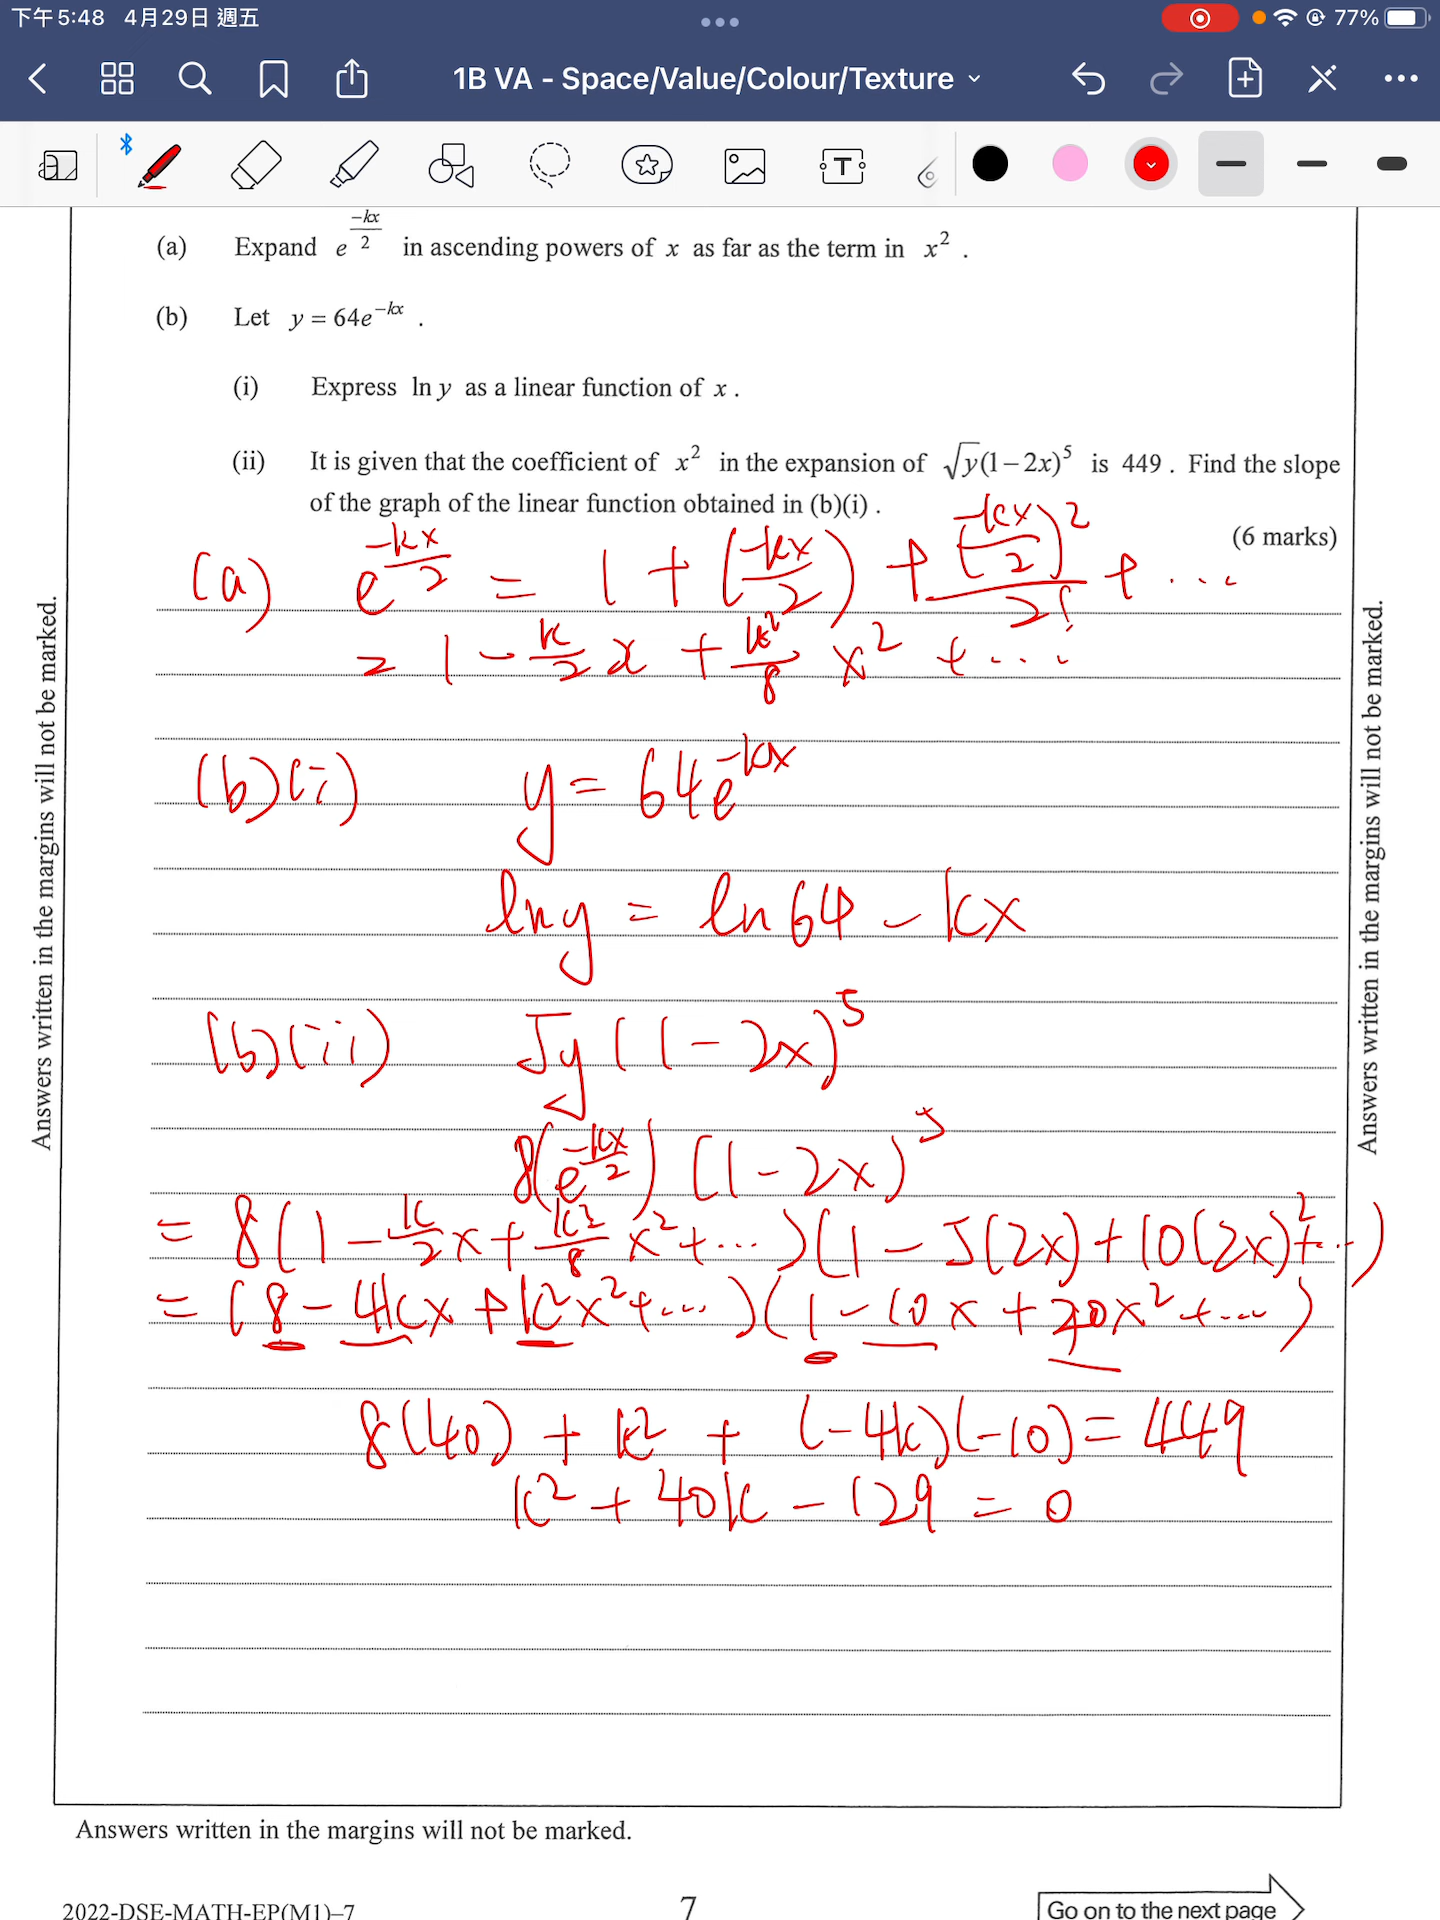 下午5:48 4月29日 週五
77%
1B VA - Space/Value/Colour/Texture
(a) Expand e^(-kx/2) in ascending powers of x as far as the term in x² .
(b) Let y = 64e^(-kx) .
(i) Express ln y as a linear function of x .
(ii) It is given that the coefficient of x² in the expansion of √y(1-2x)⁵ is 449 . Find the slope
of the graph of the linear function obtained in (b)(i) .
(6 marks)
(a) e^(-kx/2) = 1 + (-kx/2) + (-kx/2)²/2! + ...
= 1 - k/2 x + k²/8 x² + ...
(b)(i) y = 64e^(-kx)
ln y = ln 64 - kx
(b)(ii) √y (1 - 2x)⁵
8(e^(-kx/2)) (1 - 2x)⁵
= 8(1 - k/2 x + k²/8 x² + ...)(1 - 5(2x) + 10(2x)² + ...)
= (8 - 4kx + k²x² + ...)(1 - 10x + 40x² + ...)
8(40) + k² + (-4k)(-10) = 449
k² + 40k - 129 = 0
Answers written in the margins will not be marked.
Answers written in the margins will not be marked.
Answers written in the margins will not be marked.
2022-DSE-MATH-EP(M1)–7
7
Go on to the next page